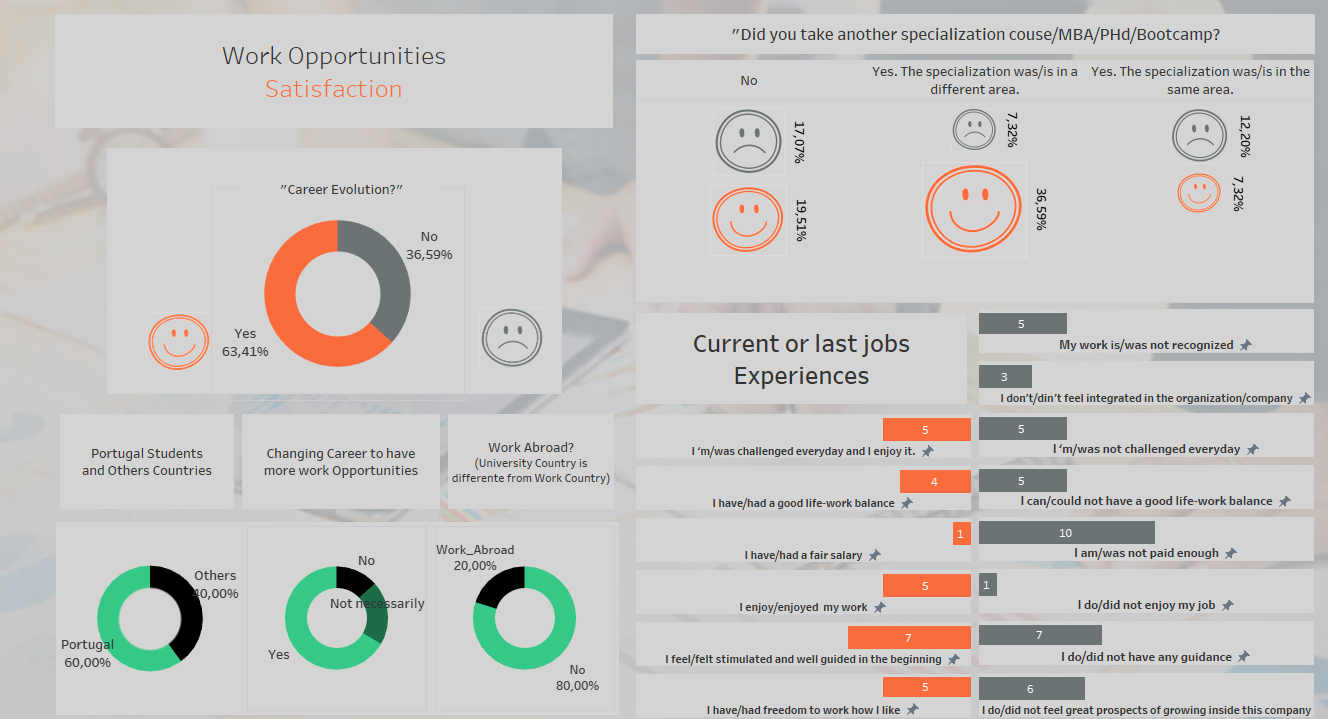 Work Opportunities
Satisfaction
"Career Evolution?"
No
36,59%
Yes
63,41%
Portugal Students
and Others Countries
Changing Career to have
more work Opportunities
Work Abroad?
(University Country is
differente from Work Country)
Others
40,00%
Portugal
60,00%
No
Not necessarily
Yes
Work_Abroad
20,00%
No
80,00%
"Did you take another specialization couse/MBA/PHd/Bootcamp?
No
Yes. The specialization was/is in a
different area.
Yes. The specialization was/is in the
same area.
17,07%
7,32%
12,20%
19,51%
36,59%
7,32%
Current or last jobs
Experiences
5
I ‘m/was challenged everyday and I enjoy it.
4
I have/had a good life-work balance
1
I have/had a fair salary
5
I enjoy/enjoyed my work
7
I feel/felt stimulated and well guided in the beginning
5
I have/had freedom to work how I like
5
My work is/was not recognized
3
I don’t/din’t feel integrated in the organization/company
5
I ‘m/was not challenged everyday
5
I can/could not have a good life-work balance
10
I am/was not paid enough
1
I do/did not enjoy my job
7
I do/did not have any guidance
6
I do/did not feel great prospects of growing inside this company